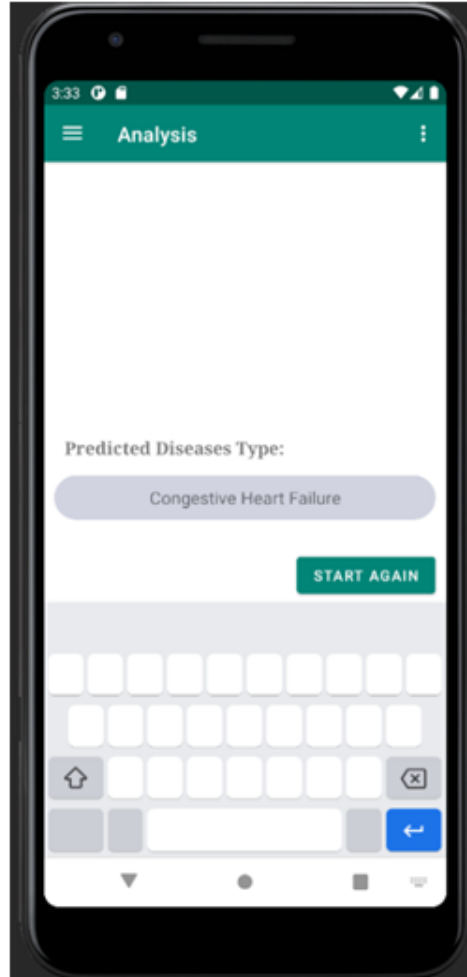 3:33
Analysis
Predicted Diseases Type:
Congestive Heart Failure
START AGAIN